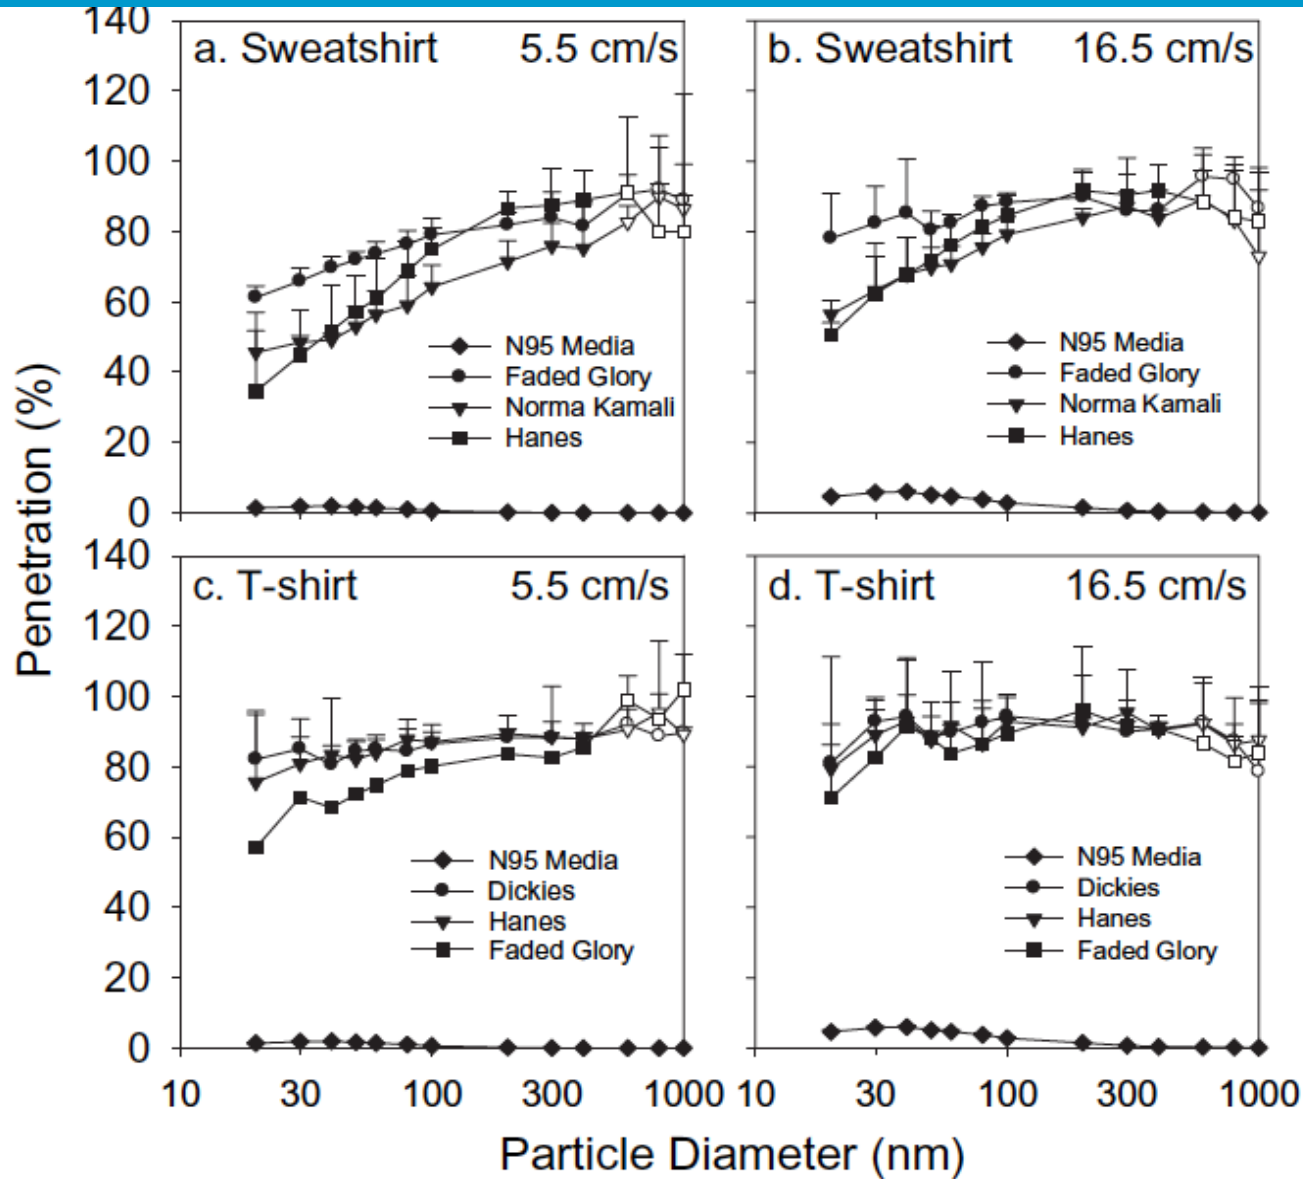 a. Sweatshirt 5.5 cm/s
b. Sweatshirt 16.5 cm/s
140
120
100
80
60
40
20
0
N95 Media
Faded Glory
Norma Kamali
Hanes
N95 Media
Faded Glory
Norma Kamali
Hanes
Penetration (%)
c. T-shirt 5.5 cm/s
d. T-shirt 16.5 cm/s
140
120
100
80
60
40
20
0
N95 Media
Dickies
Hanes
Faded Glory
N95 Media
Dickies
Hanes
Faded Glory
10 30 100 300 1000
10 30 100 300 1000
Particle Diameter (nm)